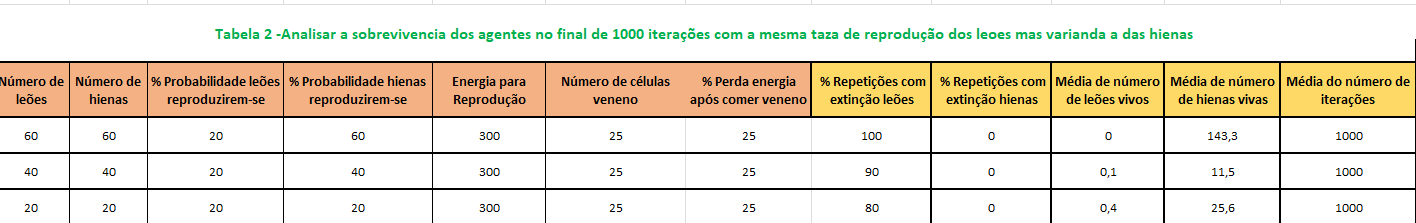 Tabela 2 -Analisar a sobrevivencia dos agentes no final de 1000 iterações com a mesma taza de reprodução dos leoes mas varianda a das hienas
Número de leões | Número de hienas | % Probabilidade leões reproduzirem-se | % Probabilidade hienas reproduzirem-se | Energia para Reprodução | Número de células veneno | % Perda energia após comer veneno | % Repetições com extinção leões | % Repetições com extinção hienas | Média de número de leões vivos | Média de número de hienas vivas | Média do número de iterações
60 | 60 | 20 | 60 | 300 | 25 | 25 | 100 | 0 | 0 | 143,3 | 1000
40 | 40 | 20 | 40 | 300 | 25 | 25 | 90 | 0 | 0,1 | 11,5 | 1000
20 | 20 | 20 | 20 | 300 | 25 | 25 | 80 | 0 | 0,4 | 25,6 | 1000